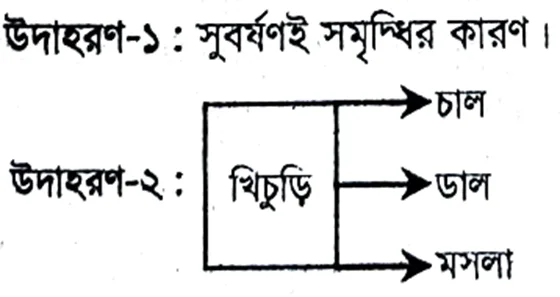 উদাহরণ-১ : সুবর্ষণই সমৃদ্ধির কারণ ।
চাল
উদাহরণ-২ : খিচুড়ি ডাল
মসলা